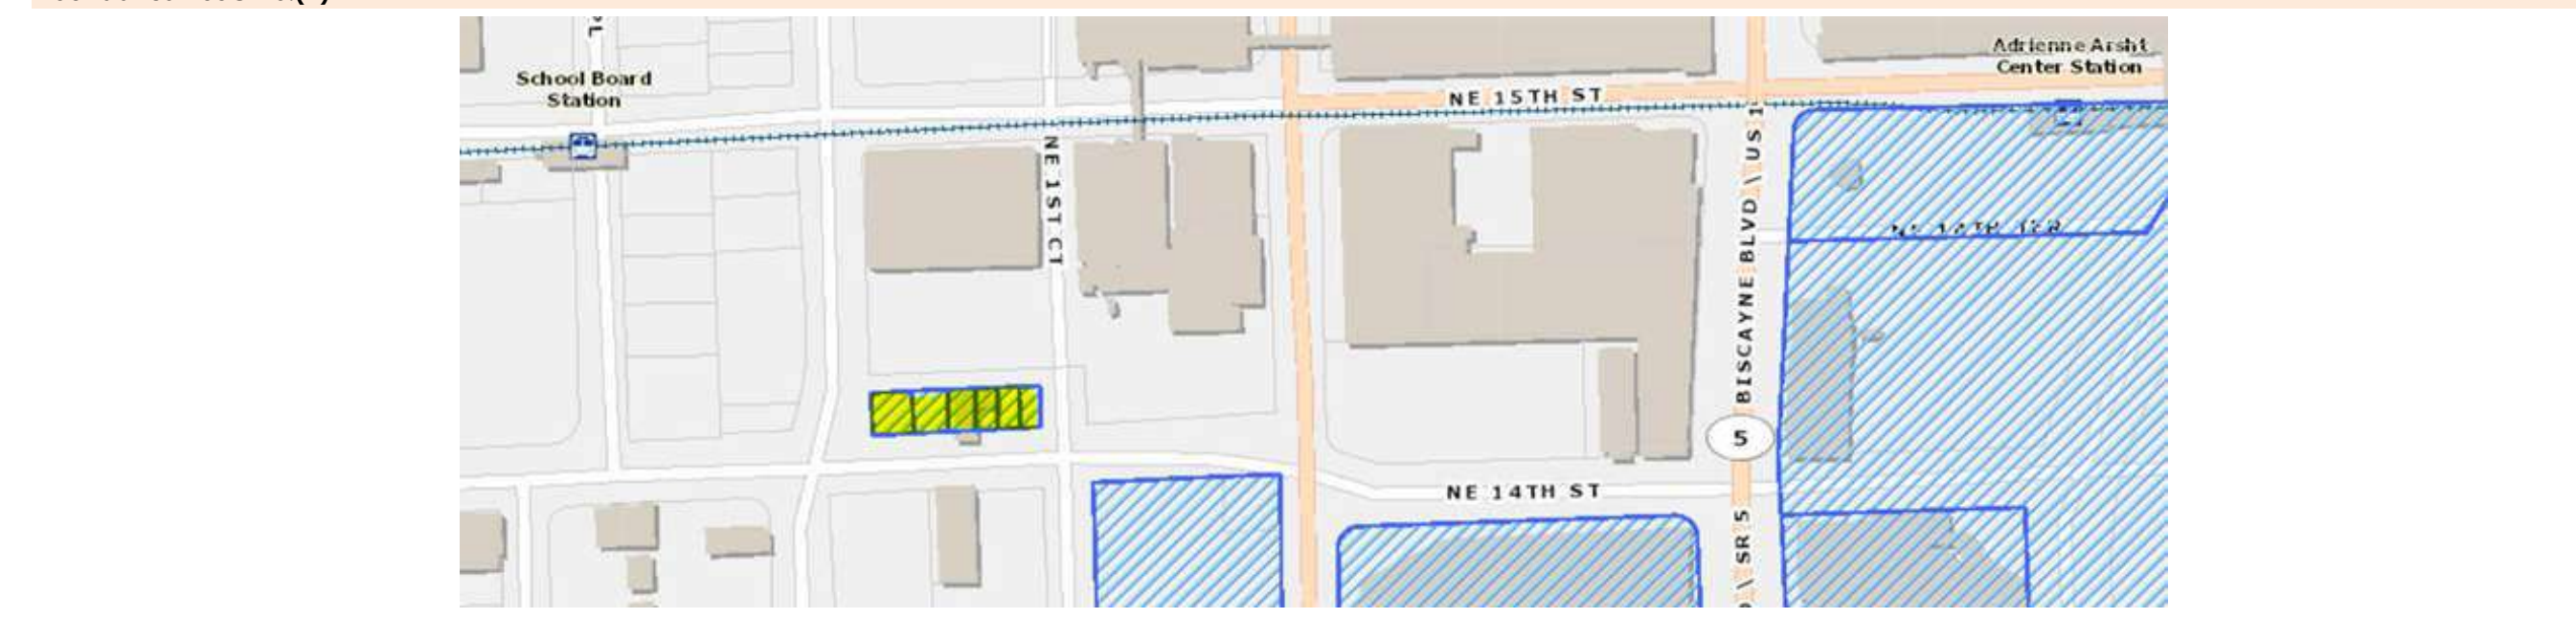 School Board
Station
Adrienne Arsht
Center Station
NE 15TH ST
NE 1ST CT
BISCAYNE BLVD \ US 1
5
NE 14TH ST
\ SR 5